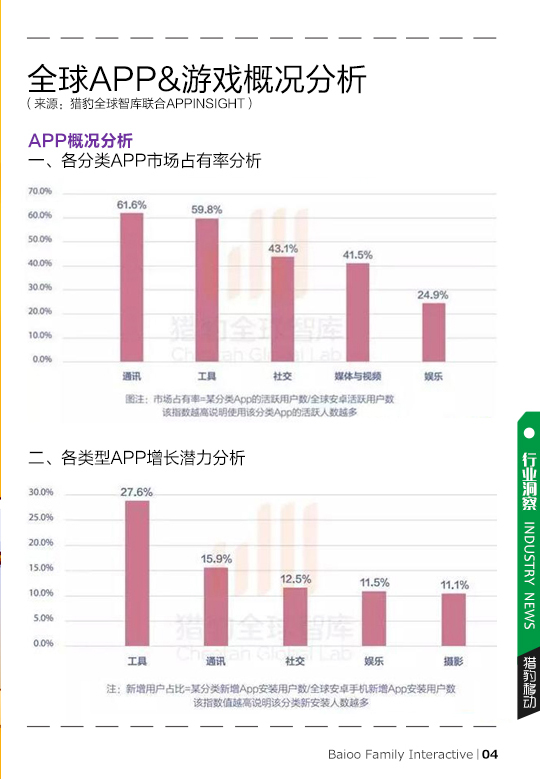 全球APP&游戏概况分析
（来源：猎豹全球智库联合APPINSIGHT）
APP概况分析
一、各分类APP市场占有率分析
70.0%
60.0%
50.0%
40.0%
30.0%
20.0%
10.0%
0.0%
61.6%
59.8%
43.1%
41.5%
24.9%
猎豹全球智库
Cheetah Global Lab
通讯
工具
社交
媒体与视频
娱乐
图注：市场占有率=某分类App的活跃用户数/全球安卓活跃用户数
该指数越高说明使用该分类App的活跃人数越多
二、各类型APP增长潜力分析
30.0%
25.0%
20.0%
15.0%
10.0%
5.0%
0.0%
27.6%
15.9%
12.5%
11.5%
11.1%
猎豹全球智库
Cheetah Global Lab
工具
通讯
社交
娱乐
摄影
注：新增用户占比=某分类新增App安装用户数/全球安卓手机新增App安装用户数
该指数值越高说明该分类新安装人数越多
行业洞察 INDUSTRY NEWS
猎豹移动
Baioo Family Interactive | 04